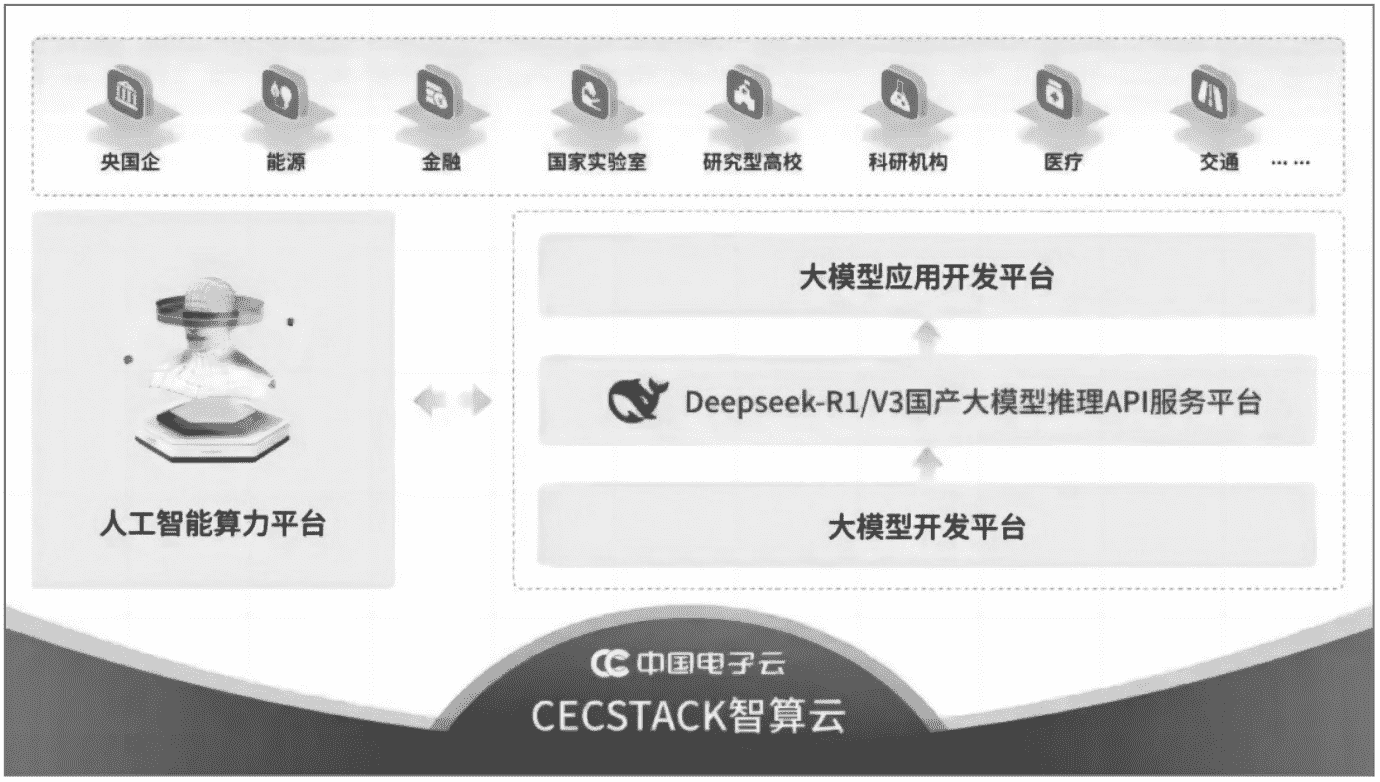 央国企
能源
金融
国家实验室
研究型高校
科研机构
医疗
交通
... ...
人工智能算力平台
大模型应用开发平台
Deepseek-R1/V3国产大模型推理API服务平台
大模型开发平台
中国电子云
CECSTACK智算云